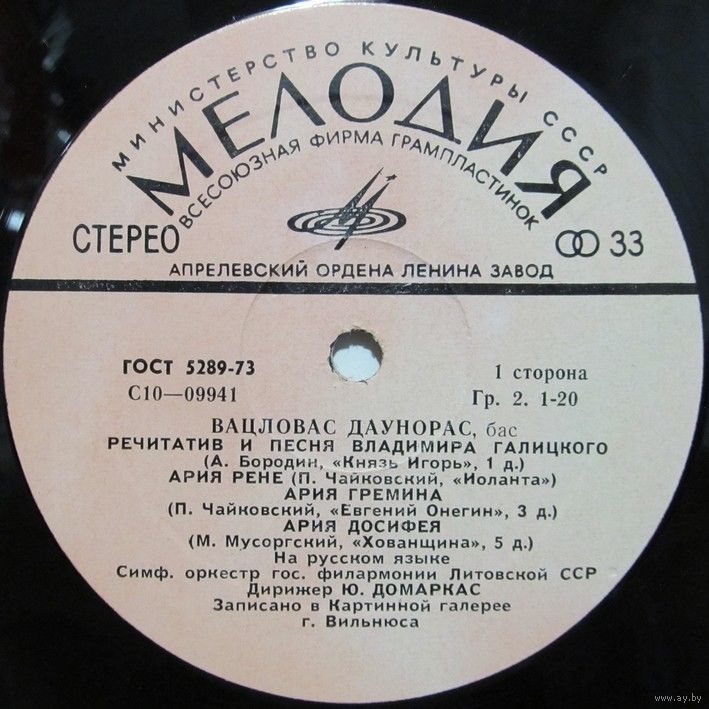 МИНИСТЕРСТВО КУЛЬТУРЫ СССР
МЕЛОДИЯ
ВСЕСОЮЗНАЯ ФИРМА ГРАМПЛАСТИНОК
СТЕРЕО
33
АПРЕЛЕВСКИЙ ОРДЕНА ЛЕНИНА ЗАВОД
ГОСТ 5289-73
1 сторона
С10—09941
Гр. 2. 1-20
ВАЦЛОВАС ДАУНОРАС, бас
РЕЧИТАТИВ И ПЕСНЯ ВЛАДИМИРА ГАЛИЦКОГО
(А. Бородин, «Князь Игорь», 1 д.)
АРИЯ РЕНЕ (П. Чайковский, «Иоланта»)
АРИЯ ГРЕМИНА
(П. Чайковский, «Евгений Онегин», 3 д.)
АРИЯ ДОСИФЕЯ
(М. Мусоргский, «Хованщина», 5 д.)
На русском языке
Симф. оркестр гос. филармонии Литовской ССР
Дирижер Ю. ДОМАРКАС
Записано в Картинной галерее
г. Вильнюса
www.ay.by